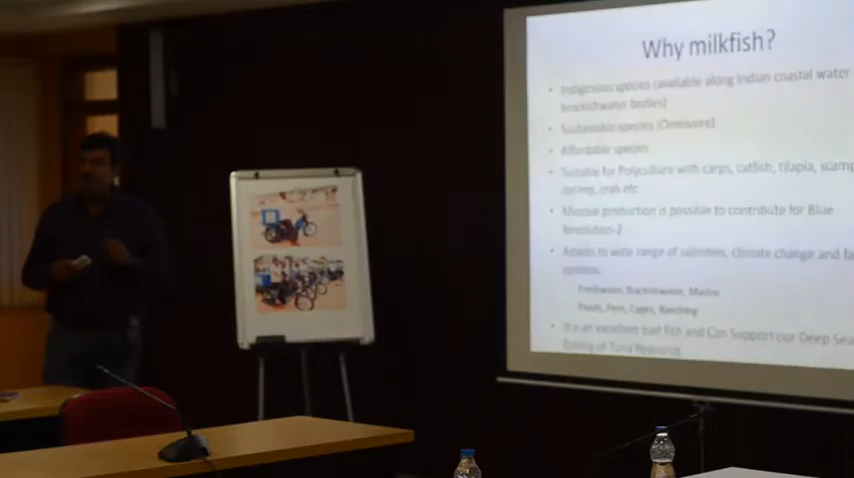 Why milkfish?
• Indigenous species (available along Indian coastal water
brackishwater bodies)
• Sustainable species (Omnivore)
• Affordable species
• Suitable for Polyculture with carps, catfish, tilapia, scamp
shrimp, crab etc
• Massive production is possible to contribute for Blue
Revolution-2
• Adapts to wide range of salinities, climate change and fa
systems.
Freshwater, Brackishwater, Marine
Ponds, Pens, Cages, Ranching
• It is an excellent bait fish and Can Support our Deep Sea
fishing of Tuna Resource